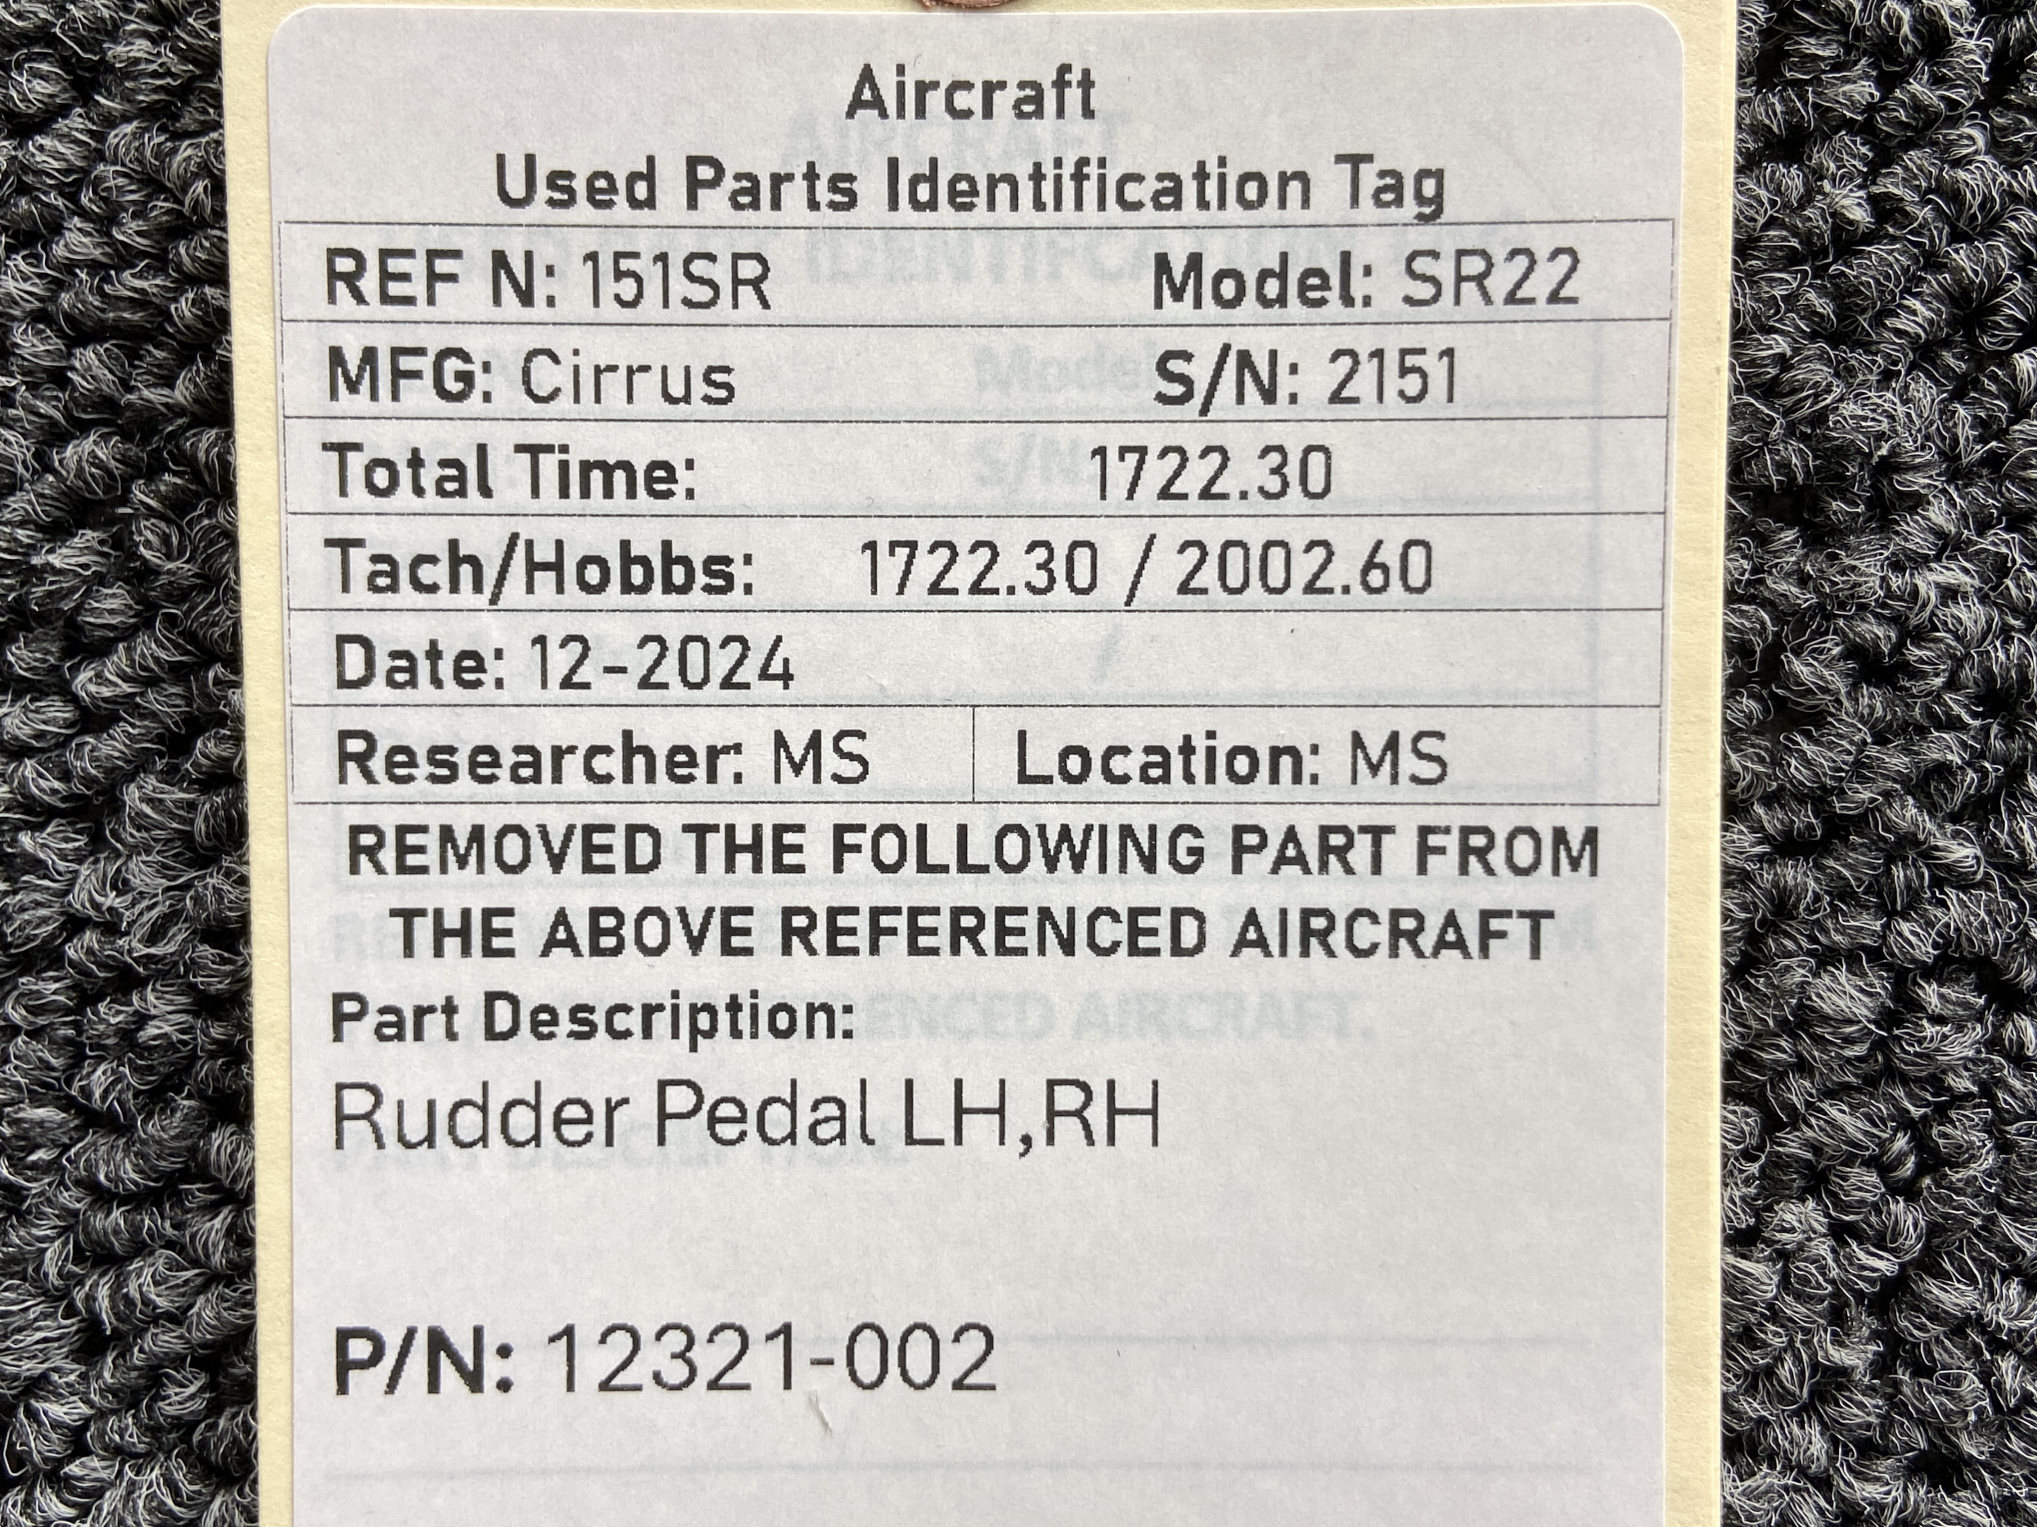 Aircraft
Used Parts Identification Tag
REF N: 151SR Model: SR22
MFG: Cirrus S/N: 2151
Total Time: 1722.30
Tach/Hobbs: 1722.30 / 2002.60
Date: 12-2024
Researcher: MS Location: MS
REMOVED THE FOLLOWING PART FROM
THE ABOVE REFERENCED AIRCRAFT
Part Description:
Rudder Pedal LH,RH
P/N: 12321-002